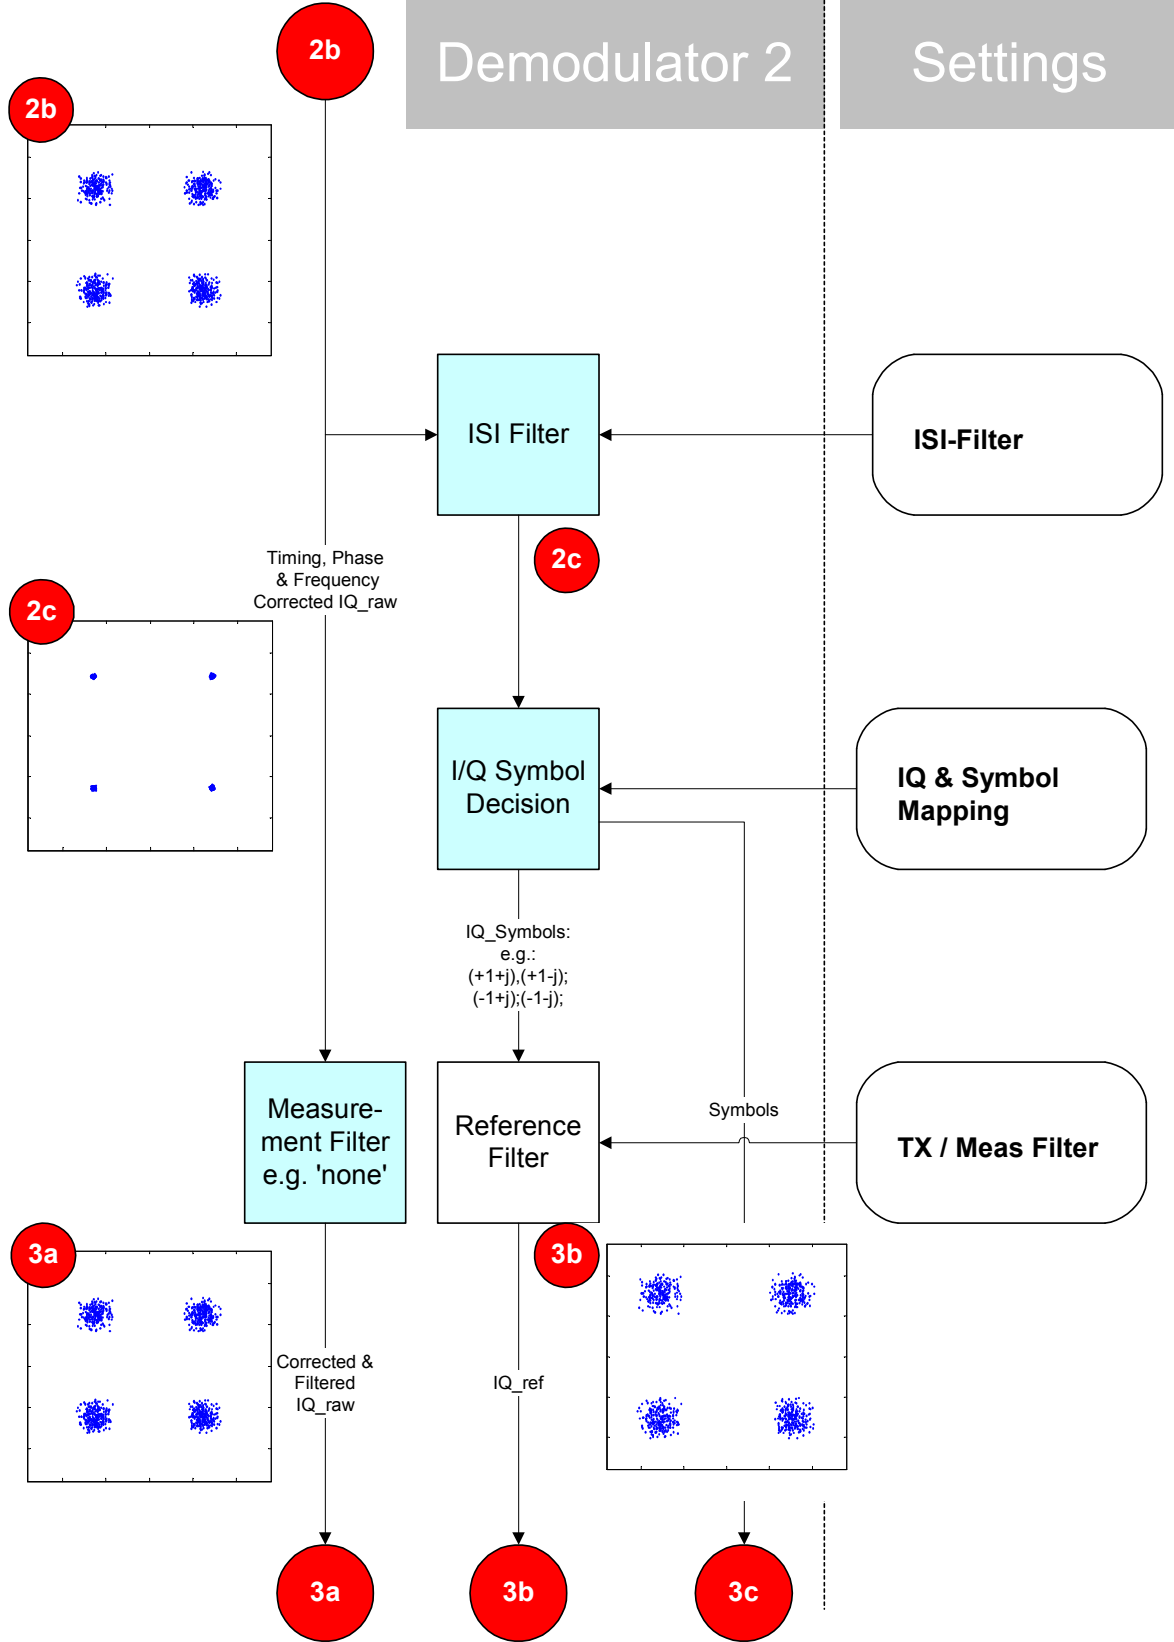 2b
Demodulator 2
Settings
2b
ISI Filter
ISI-Filter
2c
Timing, Phase
& Frequency
Corrected IQ_raw
2c
I/Q Symbol
Decision
IQ & Symbol
Mapping
IQ_Symbols:
e.g.:
(+1+j),(+1-j);
(-1+j);(-1-j);
Measure-
ment Filter
e.g. 'none'
Reference
Filter
Symbols
TX / Meas Filter
3a
3b
Corrected &
Filtered
IQ_raw
IQ_ref
3a
3b
3c